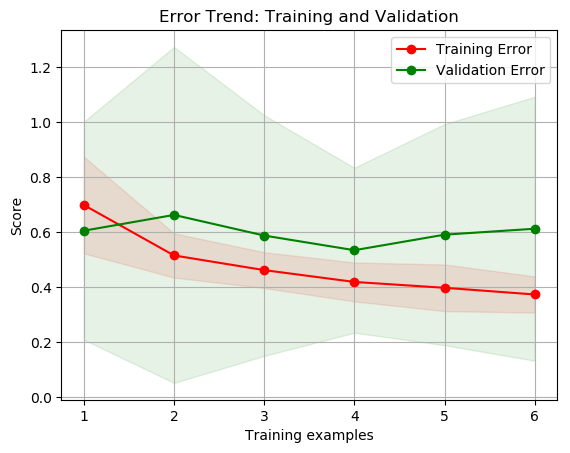 Error Trend: Training and Validation
Training Error
Validation Error
Score
1.2
1.0
0.8
0.6
0.4
0.2
0.0
1 2 3 4 5 6
Training examples